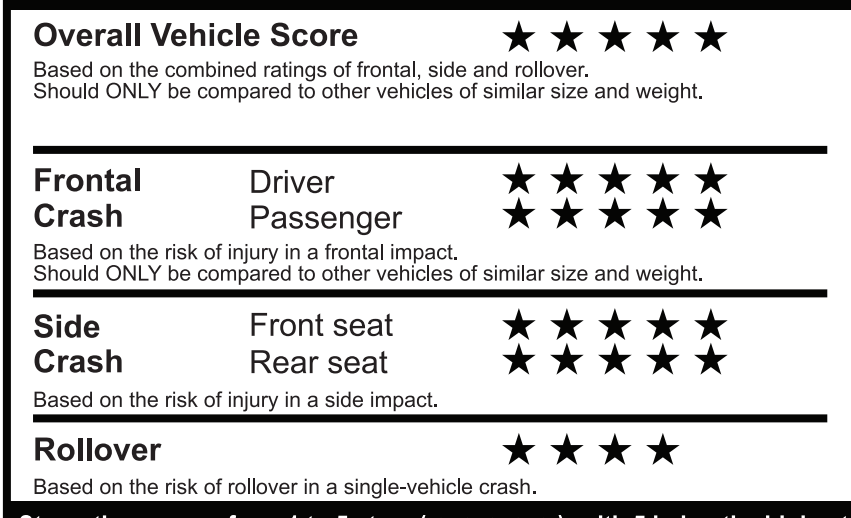 Overall Vehicle Score ★ ★ ★ ★ ★
Based on the combined ratings of frontal, side and rollover.
Should ONLY be compared to other vehicles of similar size and weight.
Frontal Driver ★ ★ ★ ★ ★
Crash Passenger ★ ★ ★ ★ ★
Based on the risk of injury in a frontal impact.
Should ONLY be compared to other vehicles of similar size and weight.
Side Front seat ★ ★ ★ ★ ★
Crash Rear seat ★ ★ ★ ★ ★
Based on the risk of injury in a side impact.
Rollover ★ ★ ★ ★
Based on the risk of rollover in a single-vehicle crash.